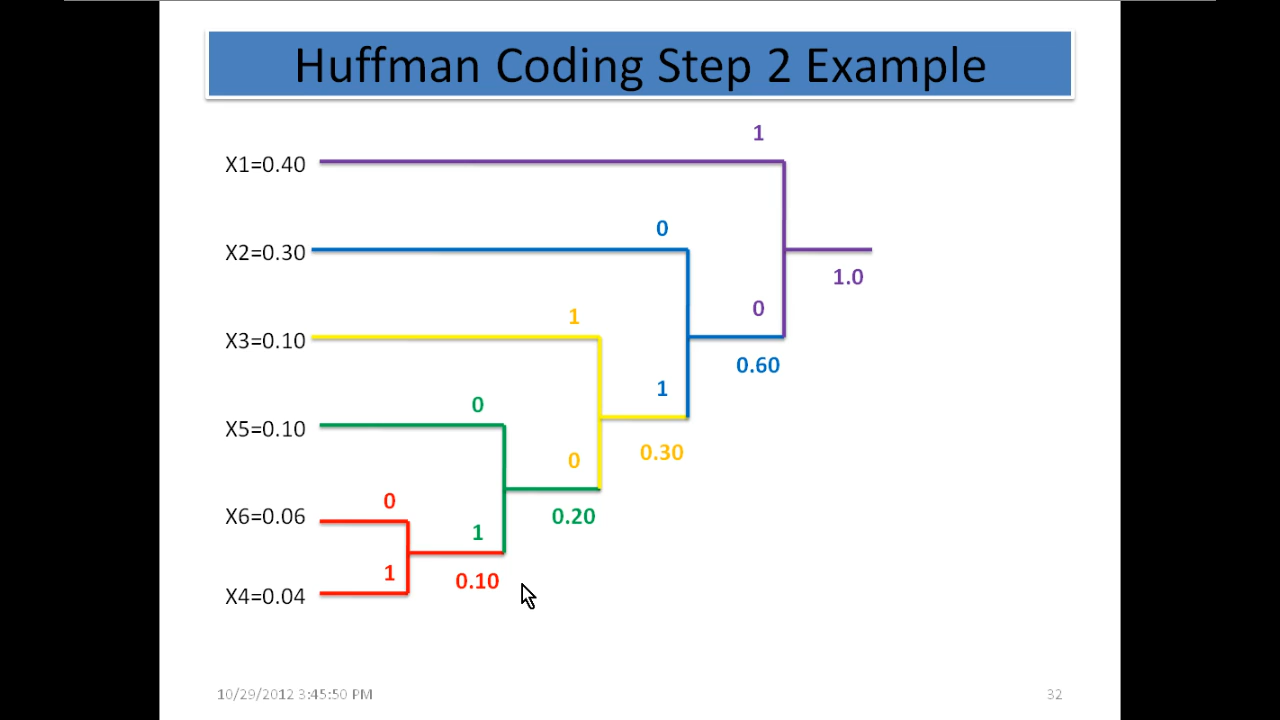 Huffman Coding Step 2 Example
1
X1=0.40
0
X2=0.30
1.0
0
1
X3=0.10
0.60
1
0
X5=0.10
0.30
0
0
X6=0.06
0.20
1
1
0.10
X4=0.04
10/29/2012 3:45:50 PM
32